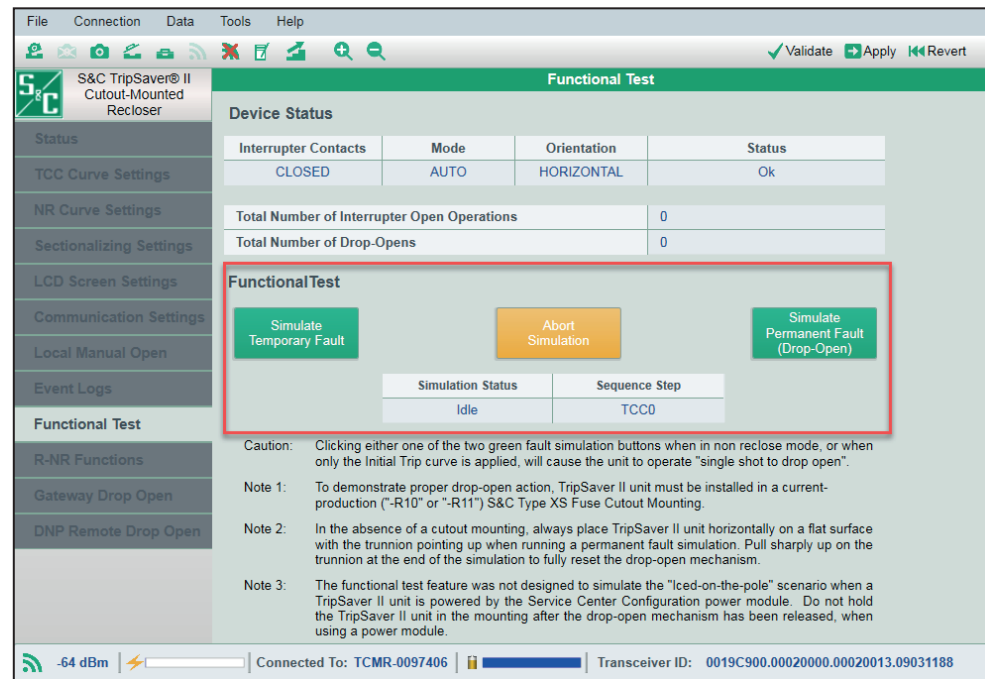 File Connection Data Tools Help
Validate Apply Revert
S&C
S&C TripSaver® II
Cutout-Mounted
Recloser
Functional Test
Status
TCC Curve Settings
NR Curve Settings
Sectionalizing Settings
LCD Screen Settings
Communication Settings
Local Manual Open
Event Logs
Functional Test
R-NR Functions
Gateway Drop Open
DNP Remote Drop Open
Device Status
Interrupter Contacts Mode Orientation Status
CLOSED AUTO HORIZONTAL Ok
Total Number of Interrupter Open Operations 0
Total Number of Drop-Opens 0
FunctionalTest
Simulate
Temporary Fault
Abort
Simulation
Simulate
Permanent Fault
(Drop-Open)
Simulation Status Sequence Step
Idle TCC0
Caution: Clicking either one of the two green fault simulation buttons when in non reclose mode, or when
only the Initial Trip curve is applied, will cause the unit to operate "single shot to drop open".
Note 1: To demonstrate proper drop-open action, TripSaver II unit must be installed in a current-
production ("-R10" or "-R11") S&C Type XS Fuse Cutout Mounting.
Note 2: In the absence of a cutout mounting, always place TripSaver II unit horizontally on a flat surface
with the trunnion pointing up when running a permanent fault simulation. Pull sharply up on the
trunnion at the end of the simulation to fully reset the drop-open mechanism.
Note 3: The functional test feature was not designed to simulate the "Iced-on-the-pole" scenario when a
TripSaver II unit is powered by the Service Center Configuration power module. Do not hold
the TripSaver II unit in the mounting after the drop-open mechanism has been released, when
using a power module.
-64 dBm Connected To: TCMR-0097406 Transceiver ID: 0019C900.00020000.00020013.09031188